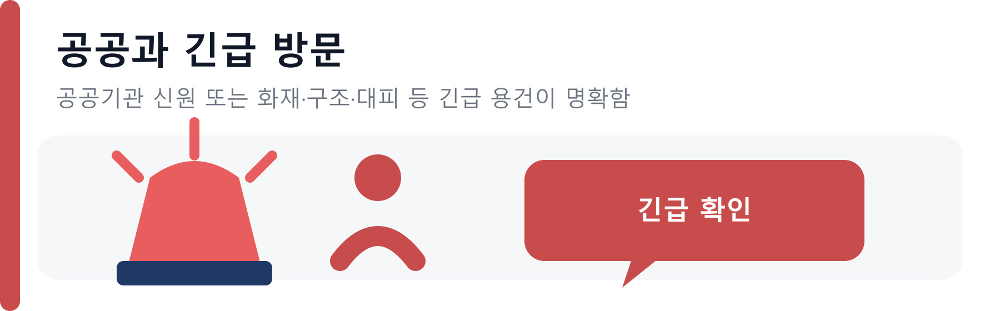 공공과 긴급 방문
공공기관 신원 또는 화재·구조·대피 등 긴급 용건이 명확함
긴급 확인